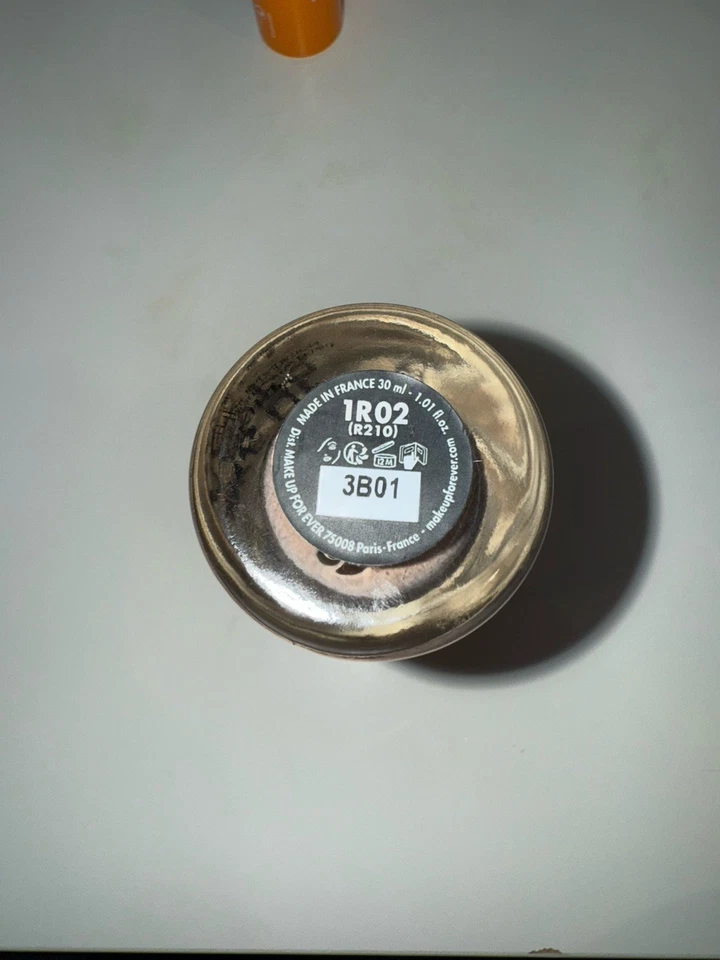 MADE IN FRANCE 30 ml - 1.01 fl.oz.
1R02
(R210)
12M
3B01
Dist. MAKE UP FOR EVER 75008 Paris - France - makeupforever.com